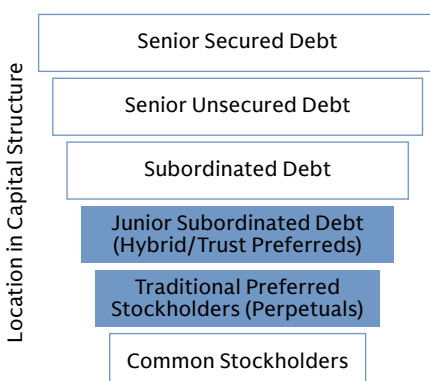 Location in Capital Structure
Senior Secured Debt
Senior Unsecured Debt
Subordinated Debt
Junior Subordinated Debt
(Hybrid/Trust Preferreds)
Traditional Preferred
Stockholders (Perpetuals)
Common Stockholders